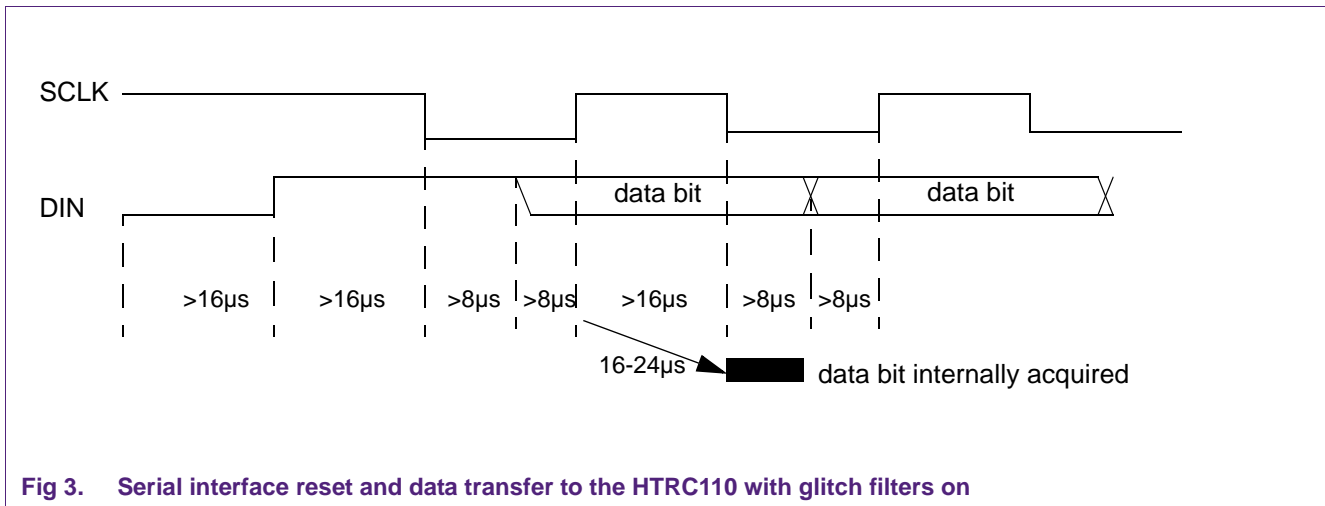 SCLK
DIN
data bit data bit
>16µs >16µs >8µs >8µs >16µs >8µs >8µs
16-24µs
data bit internally acquired
Fig 3. Serial interface reset and data transfer to the HTRC110 with glitch filters on